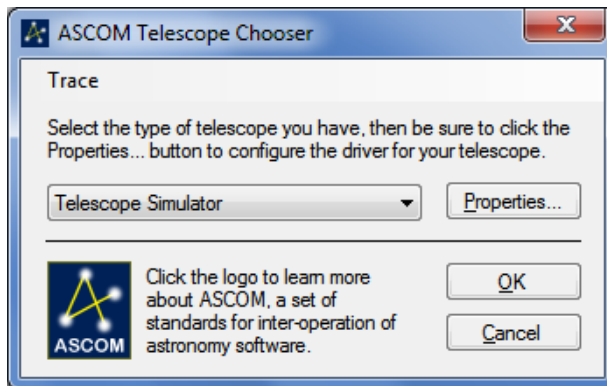 ASCOM Telescope Chooser
Trace
Select the type of telescope you have, then be sure to click the
Properties... button to configure the driver for your telescope.
Telescope Simulator
Properties...
Click the logo to learn more
about ASCOM, a set of
standards for inter-operation of
astronomy software.
ASCOM
OK
Cancel